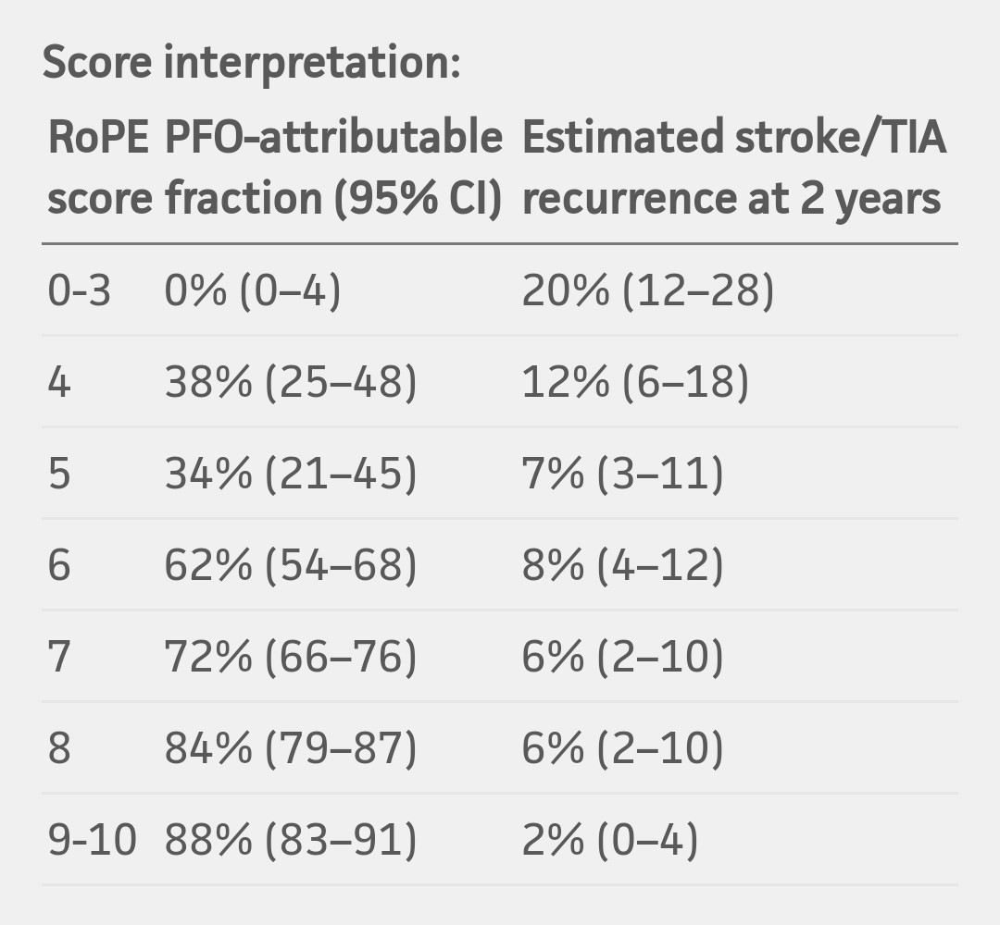 Score interpretation:
RoPE PFO-attributable Estimated stroke/TIA
score fraction (95% CI) recurrence at 2 years
0-3 0% (0–4) 20% (12–28)
4 38% (25–48) 12% (6–18)
5 34% (21–45) 7% (3–11)
6 62% (54–68) 8% (4–12)
7 72% (66–76) 6% (2–10)
8 84% (79–87) 6% (2–10)
9-10 88% (83–91) 2% (0–4)